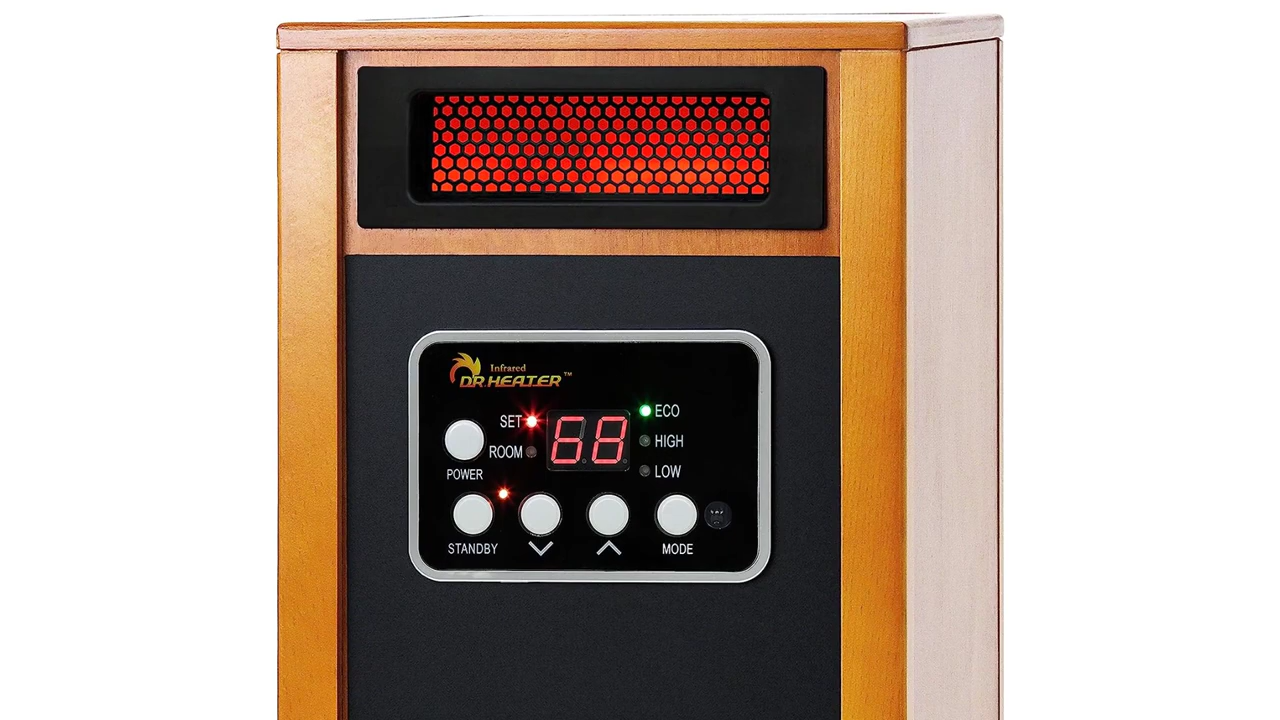 Infrared
DR. HEATER™
SET
68
ECO
ROOM
HIGH
POWER
LOW
STANDBY
MODE